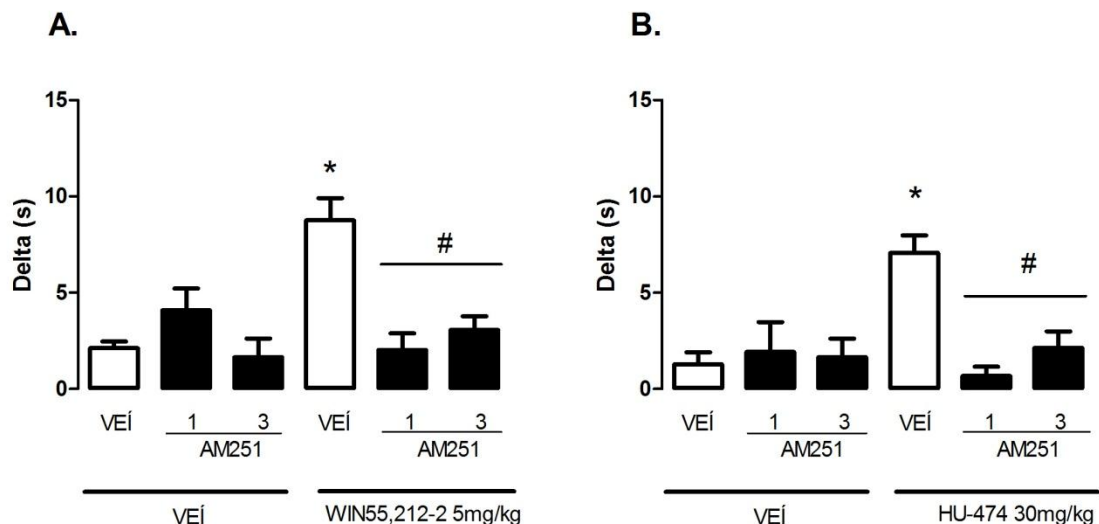 A.
15
10
5
0
Delta (s)
*
#
VEÍ
1
3
VEÍ
1
3
AM251
AM251
VEÍ
WIN55,212-2 5mg/kg
B.
15
10
5
0
Delta (s)
*
#
VEÍ
1
3
VEÍ
1
3
AM251
AM251
VEÍ
HU-474 30mg/kg